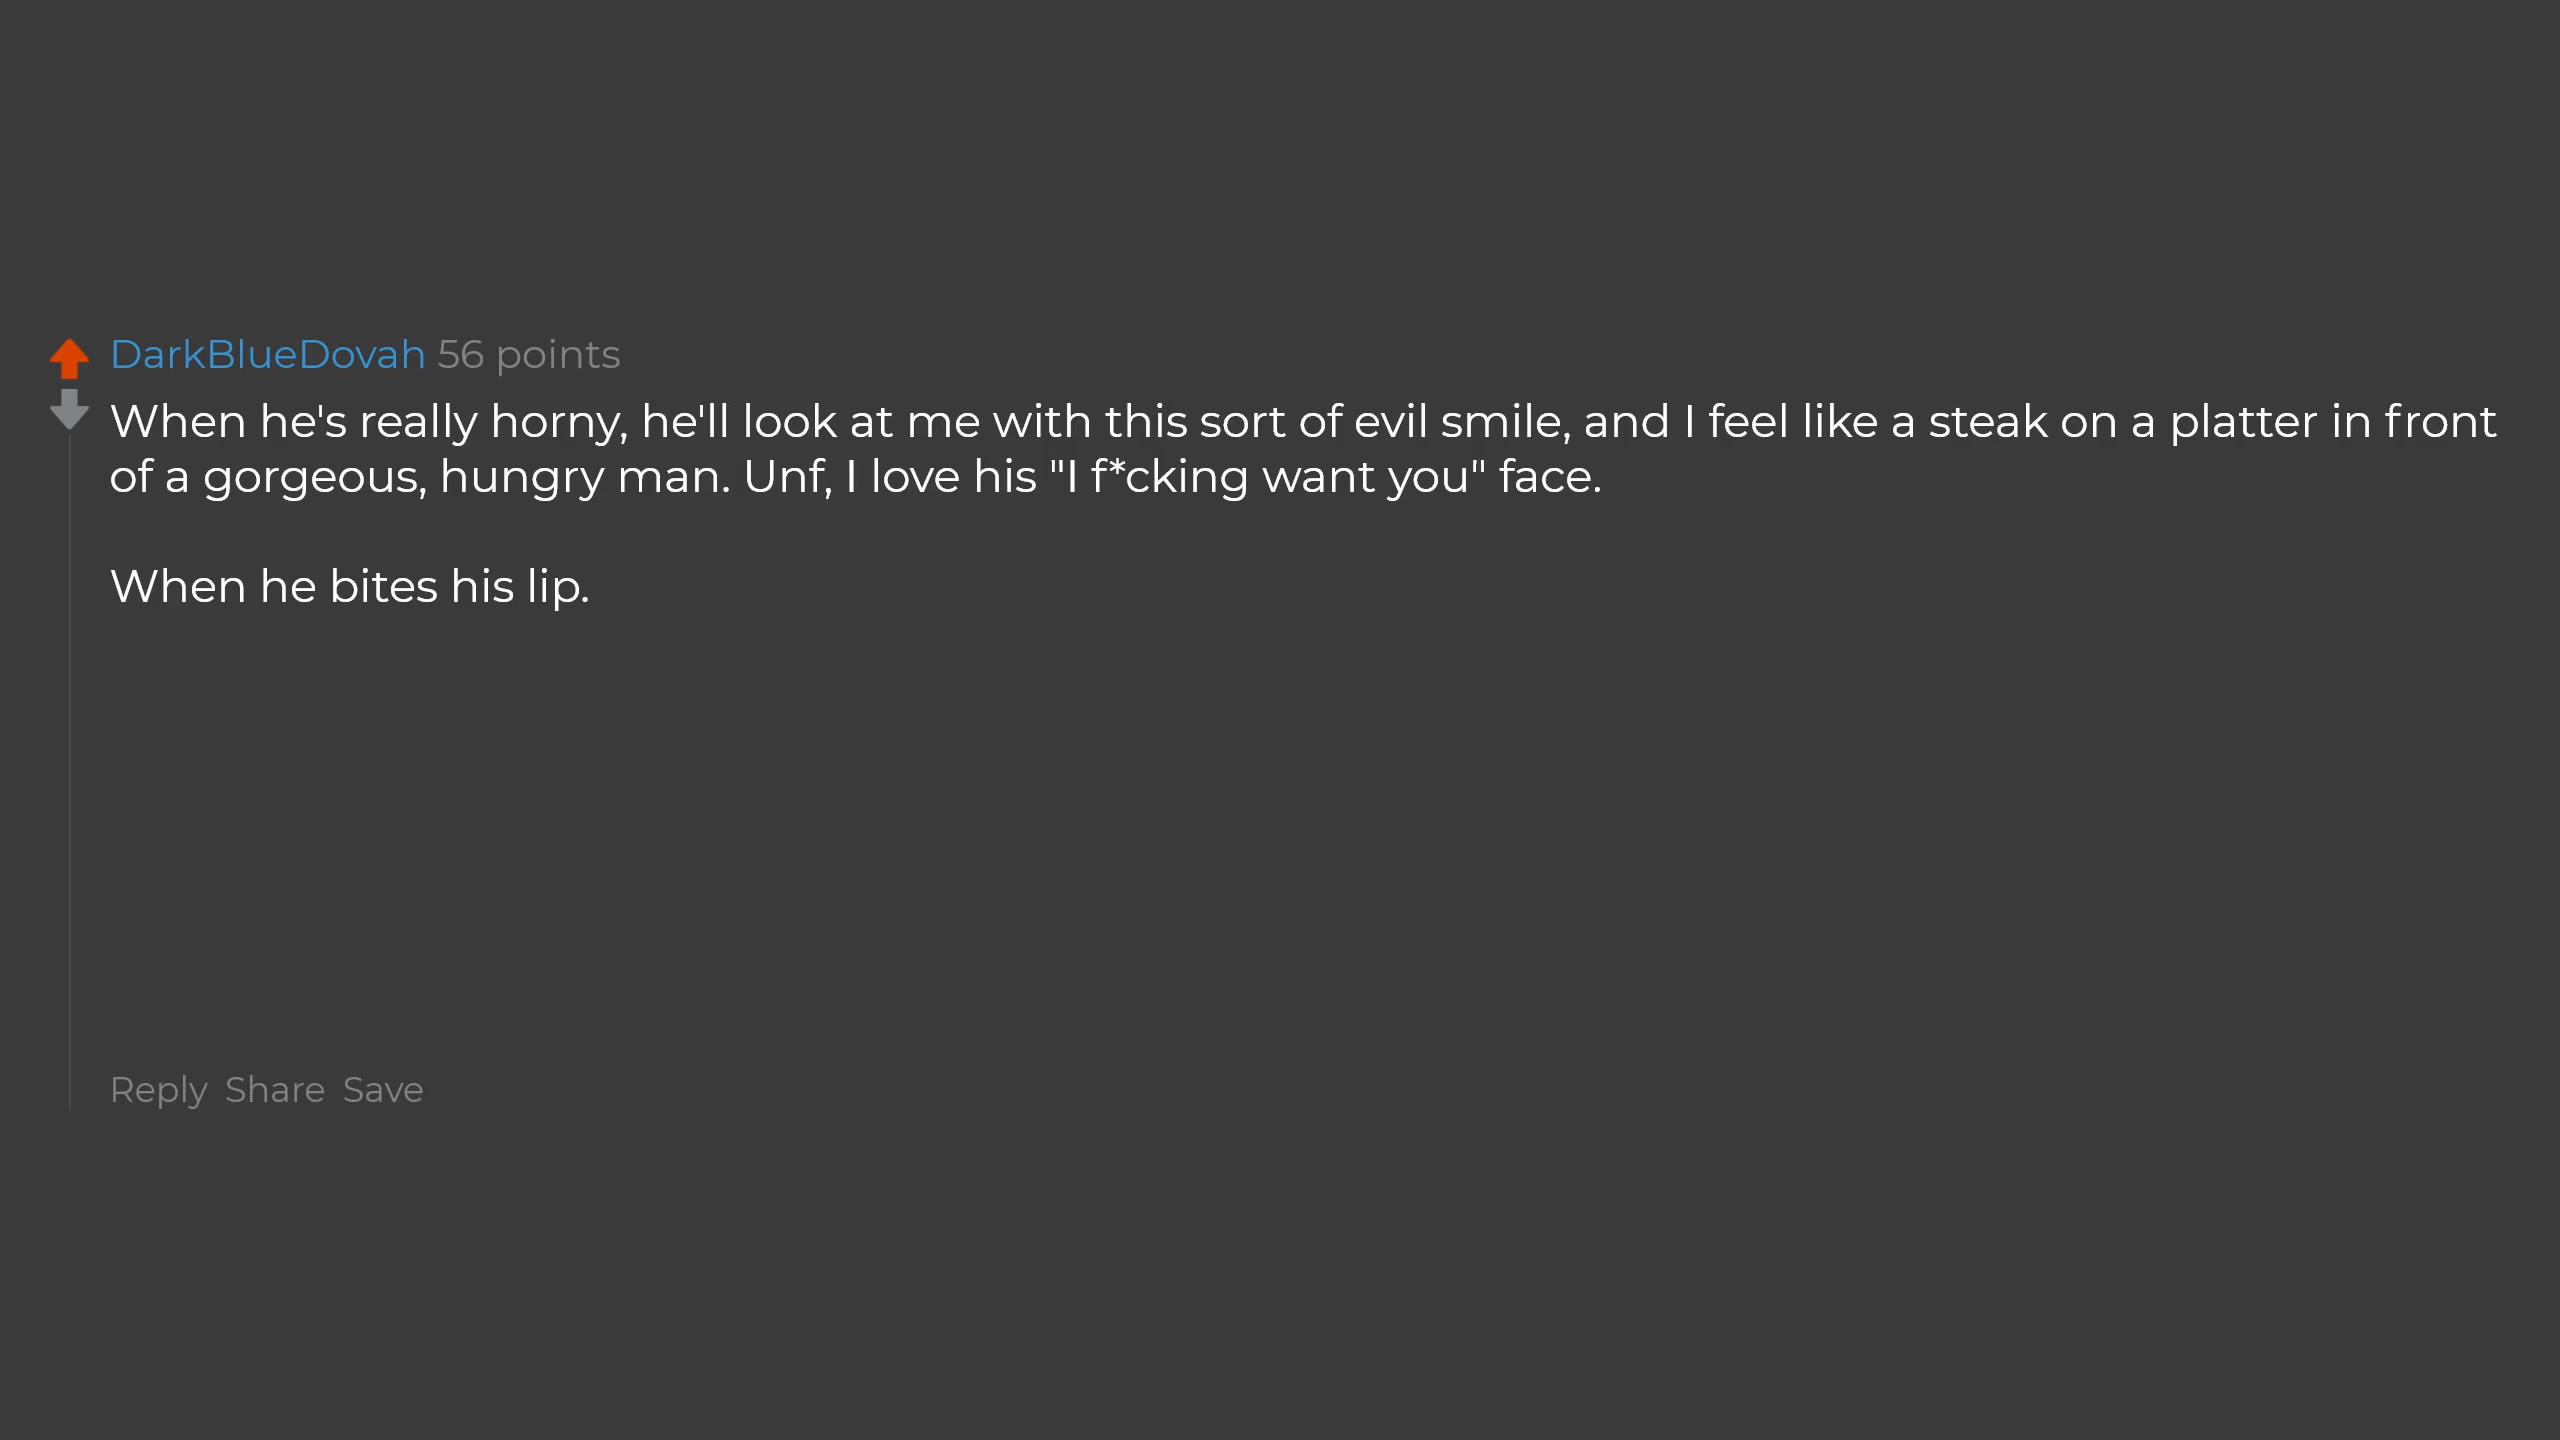 DarkBlueDovah 56 points
When he's really horny, he'll look at me with this sort of evil smile, and I feel like a steak on a platter in front
of a gorgeous, hungry man. Unf, I love his "I f*cking want you" face.
When he bites his lip.
Reply Share Save